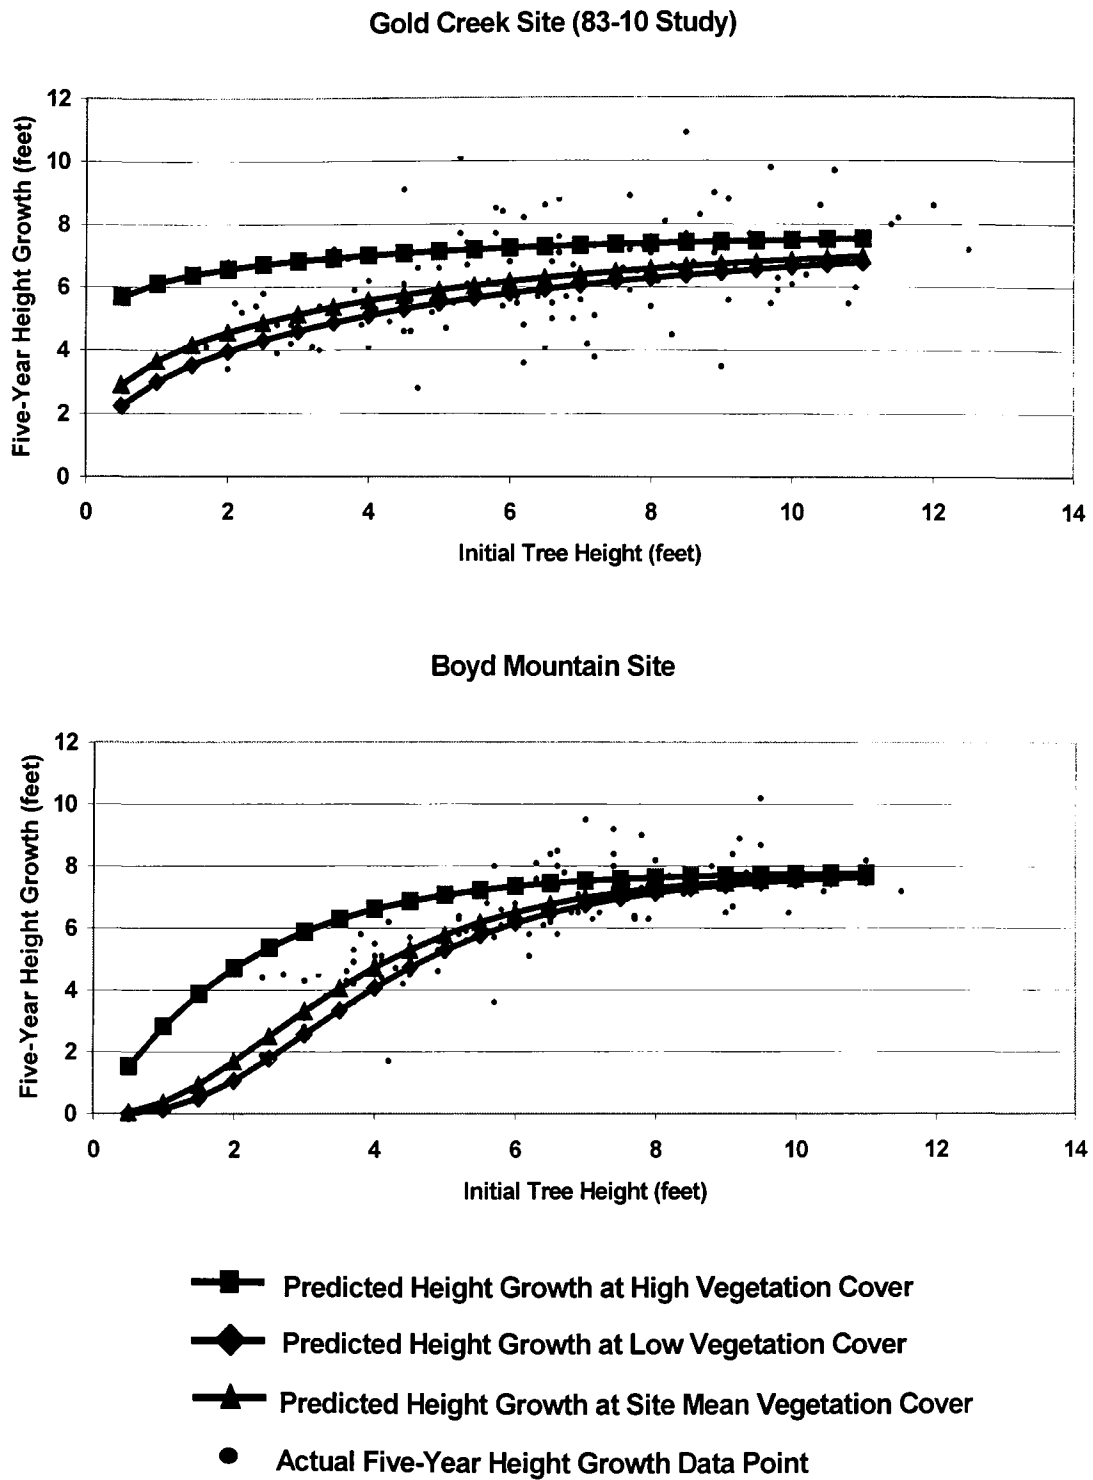 Gold Creek Site (83-10 Study)
Five-Year Height Growth (feet)
12
10
8
6
4
2
0
0 2 4 6 8 10 12 14
Initial Tree Height (feet)
Boyd Mountain Site
Five-Year Height Growth (feet)
12
10
8
6
4
2
0
0 2 4 6 8 10 12 14
Initial Tree Height (feet)
Predicted Height Growth at High Vegetation Cover
Predicted Height Growth at Low Vegetation Cover
Predicted Height Growth at Site Mean Vegetation Cover
Actual Five-Year Height Growth Data Point